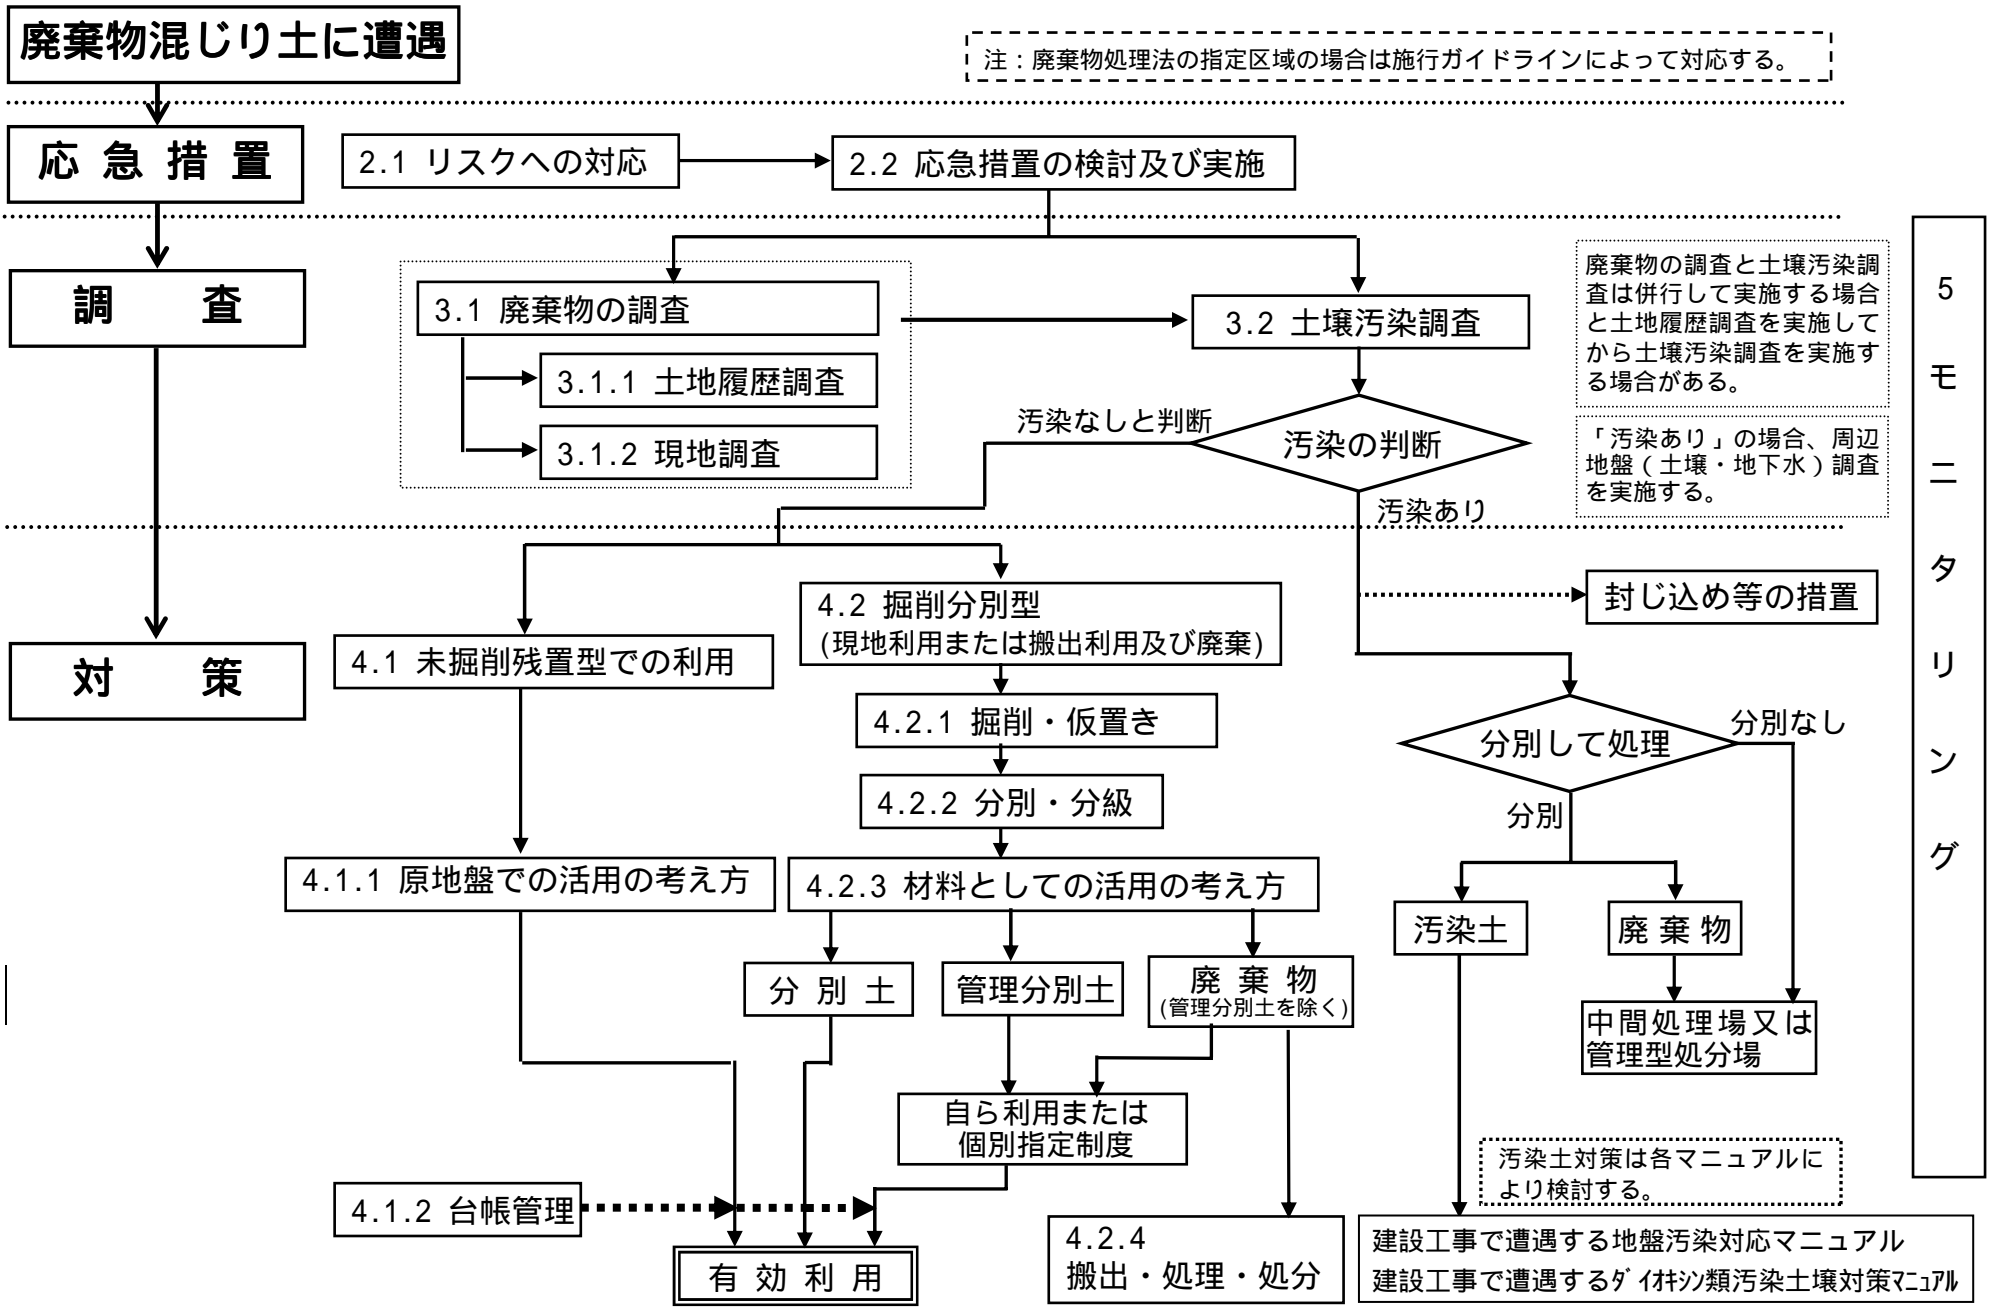 廃棄物混じり土に遭遇
注：廃棄物処理法の指定区域の場合は施行ガイドラインによって対応する。
応 急 措 置
2.1 リスクへの対応
2.2 応急措置の検討及び実施
調 査
3.1 廃棄物の調査
3.1.1 土地履歴調査
3.1.2 現地調査
3.2 土壌汚染調査
汚染の判断
汚染なしと判断
汚染あり
廃棄物の調査と土壌汚染調
査は併行して実施する場合
と土地履歴調査を実施して
から土壌汚染調査を実施す
る場合がある。
「汚染あり」の場合、周辺
地盤（土壌・地下水）調査
を実施する。
5
モ
ニ
タ
リ
ン
グ
対 策
4.1 未掘削残置型での利用
4.2 掘削分別型
(現地利用または搬出利用及び廃棄)
封じ込め等の措置
4.2.1 掘削・仮置き
4.2.2 分別・分級
分別して処理
分別なし
分別
4.1.1 原地盤での活用の考え方
4.2.3 材料としての活用の考え方
汚染土
廃 棄 物
分 別 土
管理分別土
廃 棄 物
(管理分別土を除く)
中間処理場又は
管理型処分場
自ら利用または
個別指定制度
4.1.2 台帳管理
汚染土対策は各マニュアルに
より検討する。
有 効 利 用
4.2.4
搬出・処理・処分
建設工事で遭遇する地盤汚染対応マニュアル
建設工事で遭遇するﾀﾞｲｵｷｼﾝ類汚染土壌対策ﾏﾆｭｱﾙ